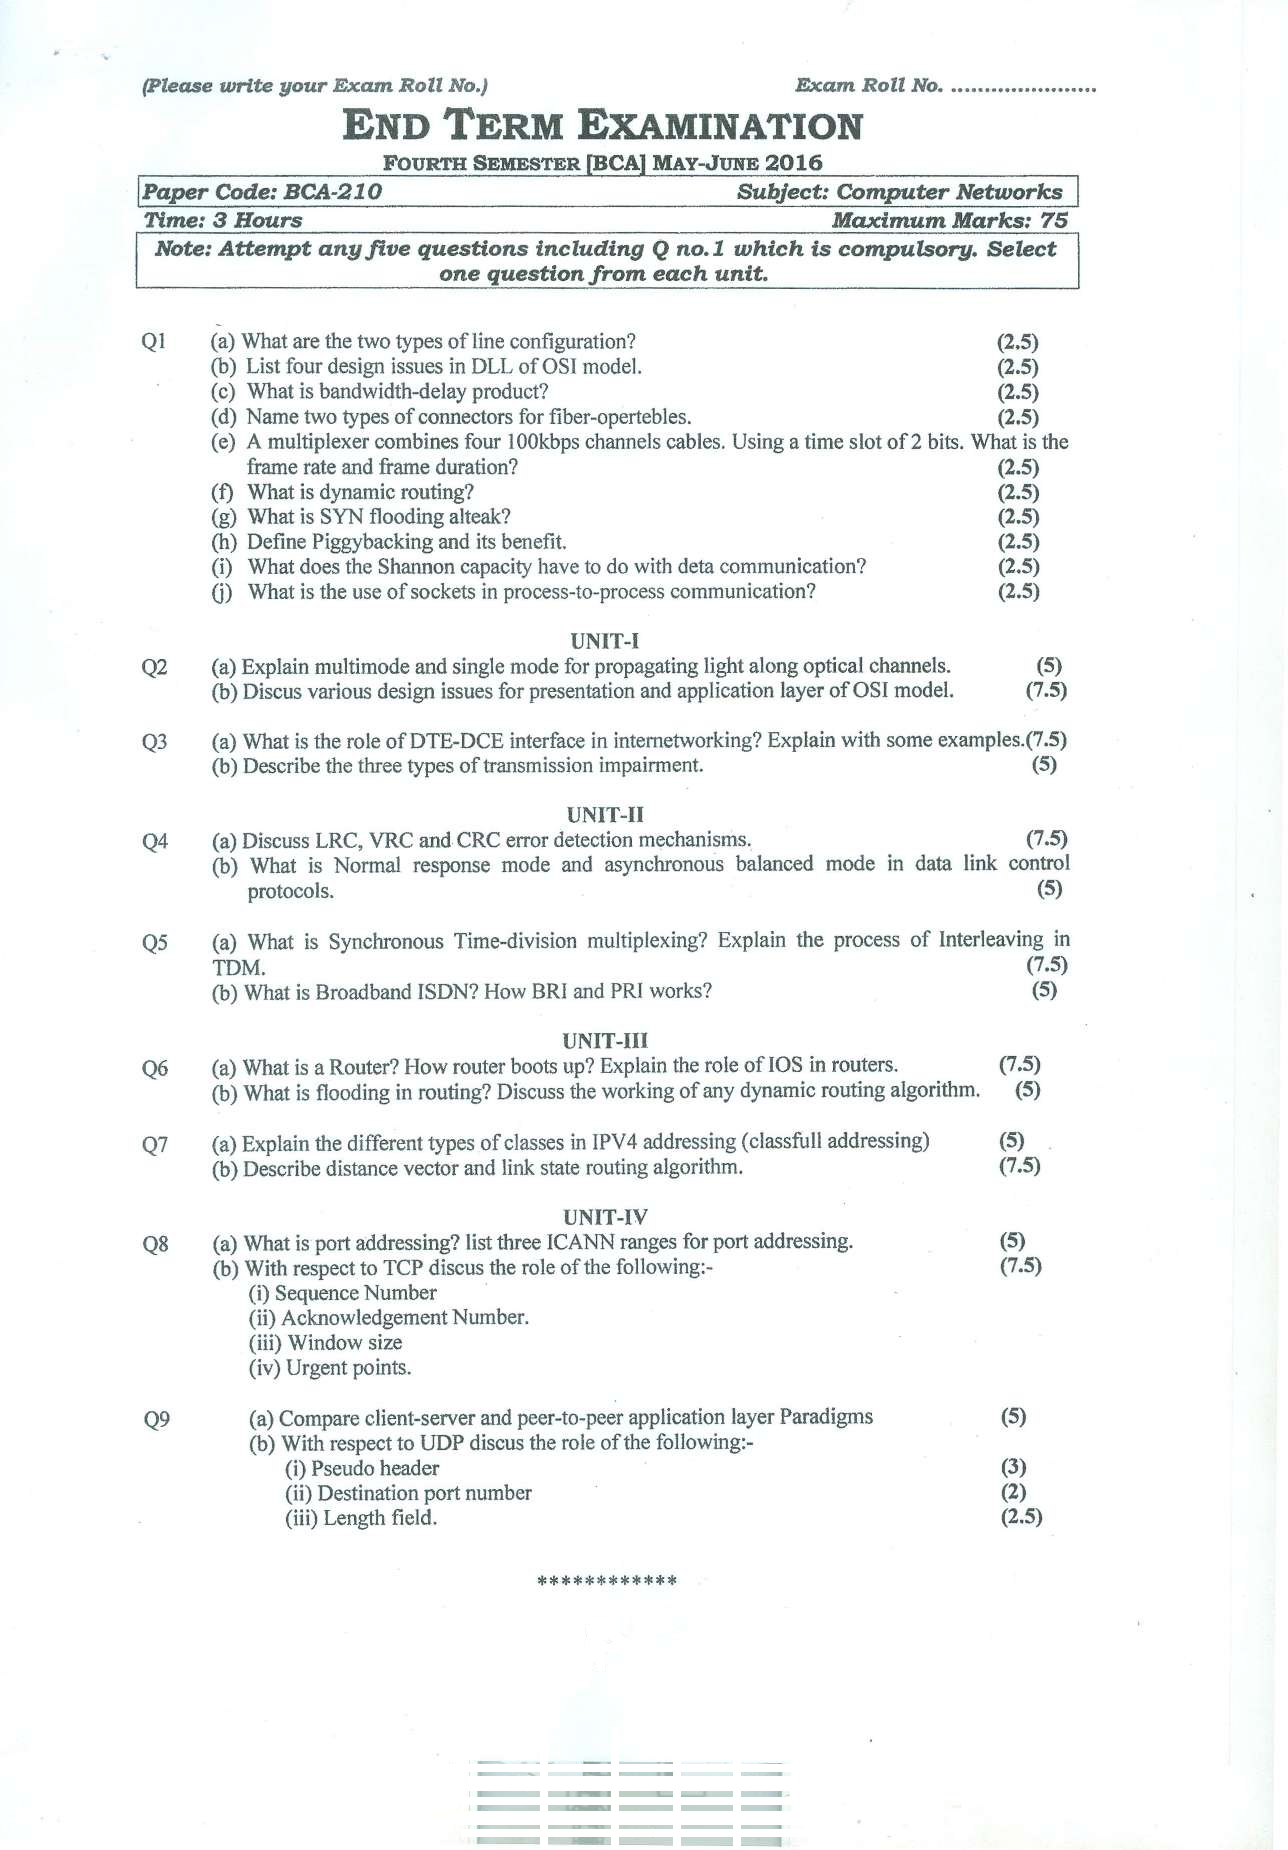 (Please write your Exam Roll No.) Exam Roll No. .......................
END TERM EXAMINATION
FOURTH SEMESTER [BCA] MAY-JUNE 2016
Paper Code: BCA-210 Subject: Computer Networks
Time: 3 Hours Maximum Marks: 75
Note: Attempt any five questions including Q no.1 which is compulsory. Select
one question from each unit.
Q1 (a) What are the two types of line configuration? (2.5)
(b) List four design issues in DLL of OSI model. (2.5)
(c) What is bandwidth-delay product? (2.5)
(d) Name two types of connectors for fiber-opertebles. (2.5)
(e) A multiplexer combines four 100kbps channels cables. Using a time slot of 2 bits. What is the
frame rate and frame duration? (2.5)
(f) What is dynamic routing? (2.5)
(g) What is SYN flooding alteak? (2.5)
(h) Define Piggybacking and its benefit. (2.5)
(i) What does the Shannon capacity have to do with deta communication? (2.5)
(j) What is the use of sockets in process-to-process communication? (2.5)
UNIT-I
Q2 (a) Explain multimode and single mode for propagating light along optical channels. (5)
(b) Discus various design issues for presentation and application layer of OSI model. (7.5)
Q3 (a) What is the role of DTE-DCE interface in internetworking? Explain with some examples.(7.5)
(b) Describe the three types of transmission impairment. (5)
UNIT-II
Q4 (a) Discuss LRC, VRC and CRC error detection mechanisms. (7.5)
(b) What is Normal response mode and asynchronous balanced mode in data link control
protocols. (5)
Q5 (a) What is Synchronous Time-division multiplexing? Explain the process of Interleaving in
TDM. (7.5)
(b) What is Broadband ISDN? How BRI and PRI works? (5)
UNIT-III
Q6 (a) What is a Router? How router boots up? Explain the role of IOS in routers. (7.5)
(b) What is flooding in routing? Discuss the working of any dynamic routing algorithm. (5)
Q7 (a) Explain the different types of classes in IPV4 addressing (classfull addressing) (5)
(b) Describe distance vector and link state routing algorithm. (7.5)
UNIT-IV
Q8 (a) What is port addressing? list three ICANN ranges for port addressing. (5)
(b) With respect to TCP discus the role of the following:- (7.5)
(i) Sequence Number
(ii) Acknowledgement Number.
(iii) Window size
(iv) Urgent points.
Q9 (a) Compare client-server and peer-to-peer application layer Paradigms (5)
(b) With respect to UDP discus the role of the following:-
(i) Pseudo header (3)
(ii) Destination port number (2)
(iii) Length field. (2.5)
************